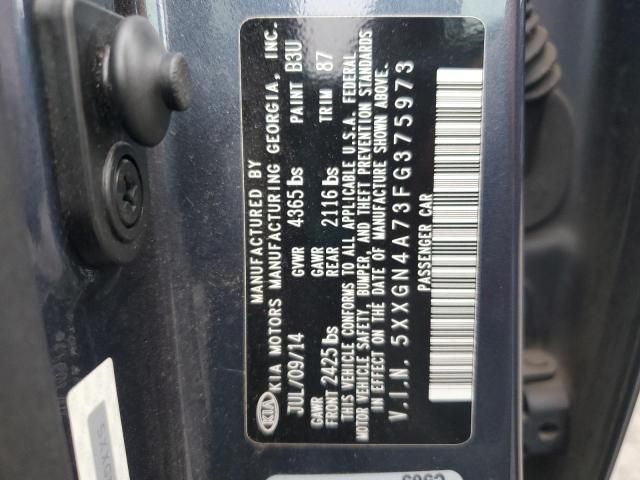 MANUFACTURED BY
KIA KIA MOTORS MANUFACTURING GEORGIA, INC.
JUL/09/14 GVWR 4365 lbs PAINT B3U
GAWR FRONT 2425 lbs GAWR REAR 2116 lbs TRIM 87
THIS VEHICLE CONFORMS TO ALL APPLICABLE U.S.A. FEDERAL
MOTOR VEHICLE SAFETY, BUMPER, AND THEFT PREVENTION STANDARDS
IN EFFECT ON THE DATE OF MANUFACTURE SHOWN ABOVE.
V.I.N. 5XXGN4A73FG375973
PASSENGER CAR